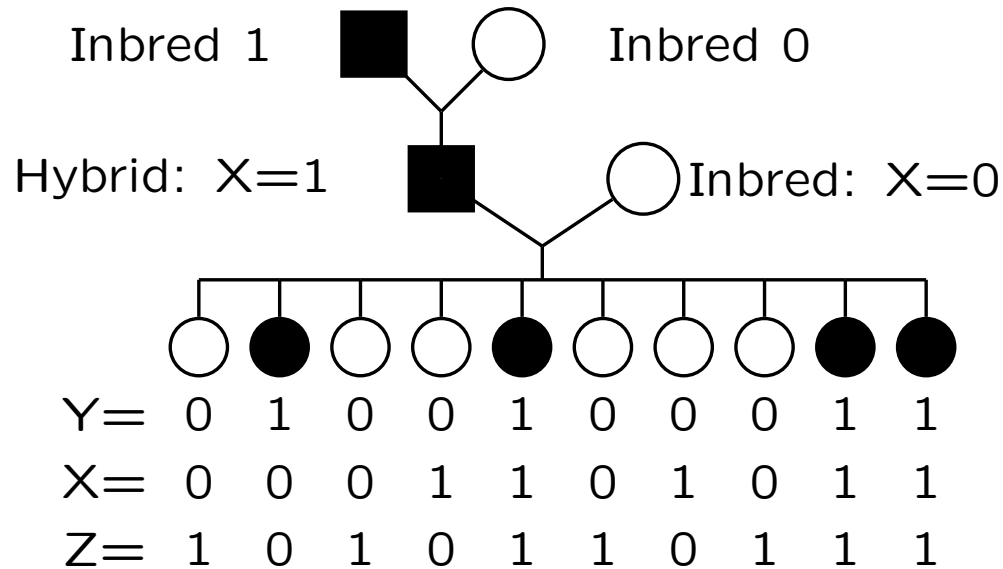 Inbred 1 Inbred 0
Hybrid: X=1 Inbred: X=0
Y= 0 1 0 0 1 0 0 0 1 1
X= 0 0 0 1 1 0 1 0 1 1
Z= 1 0 1 0 1 1 0 1 1 1